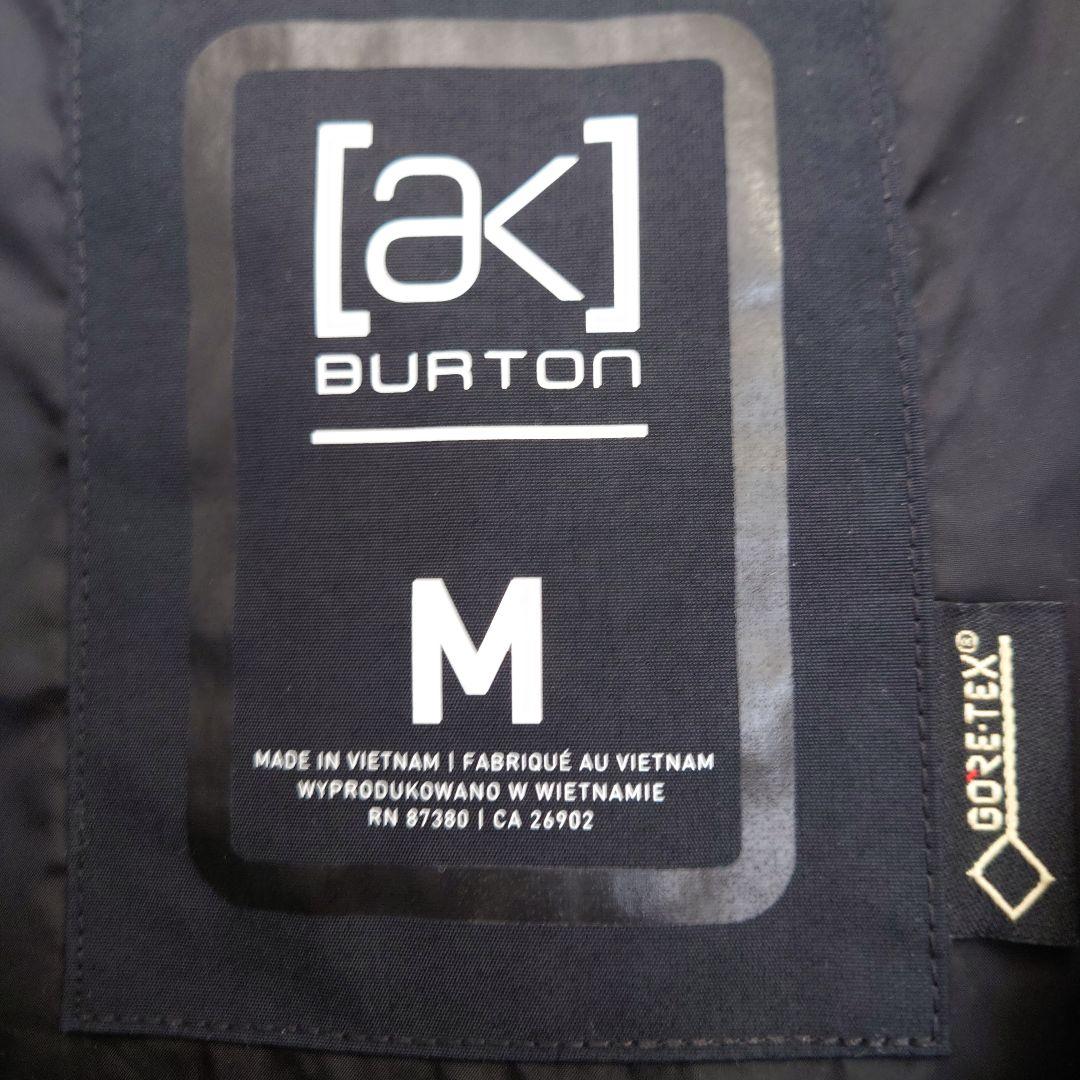 [ak]
BURTON
M
MADE IN VIETNAM | FABRIQUÉ AU VIETNAM
WYPRODUKOWANO W WIETNAMIE
RN 87380 | CA 26902
GORE-TEX®